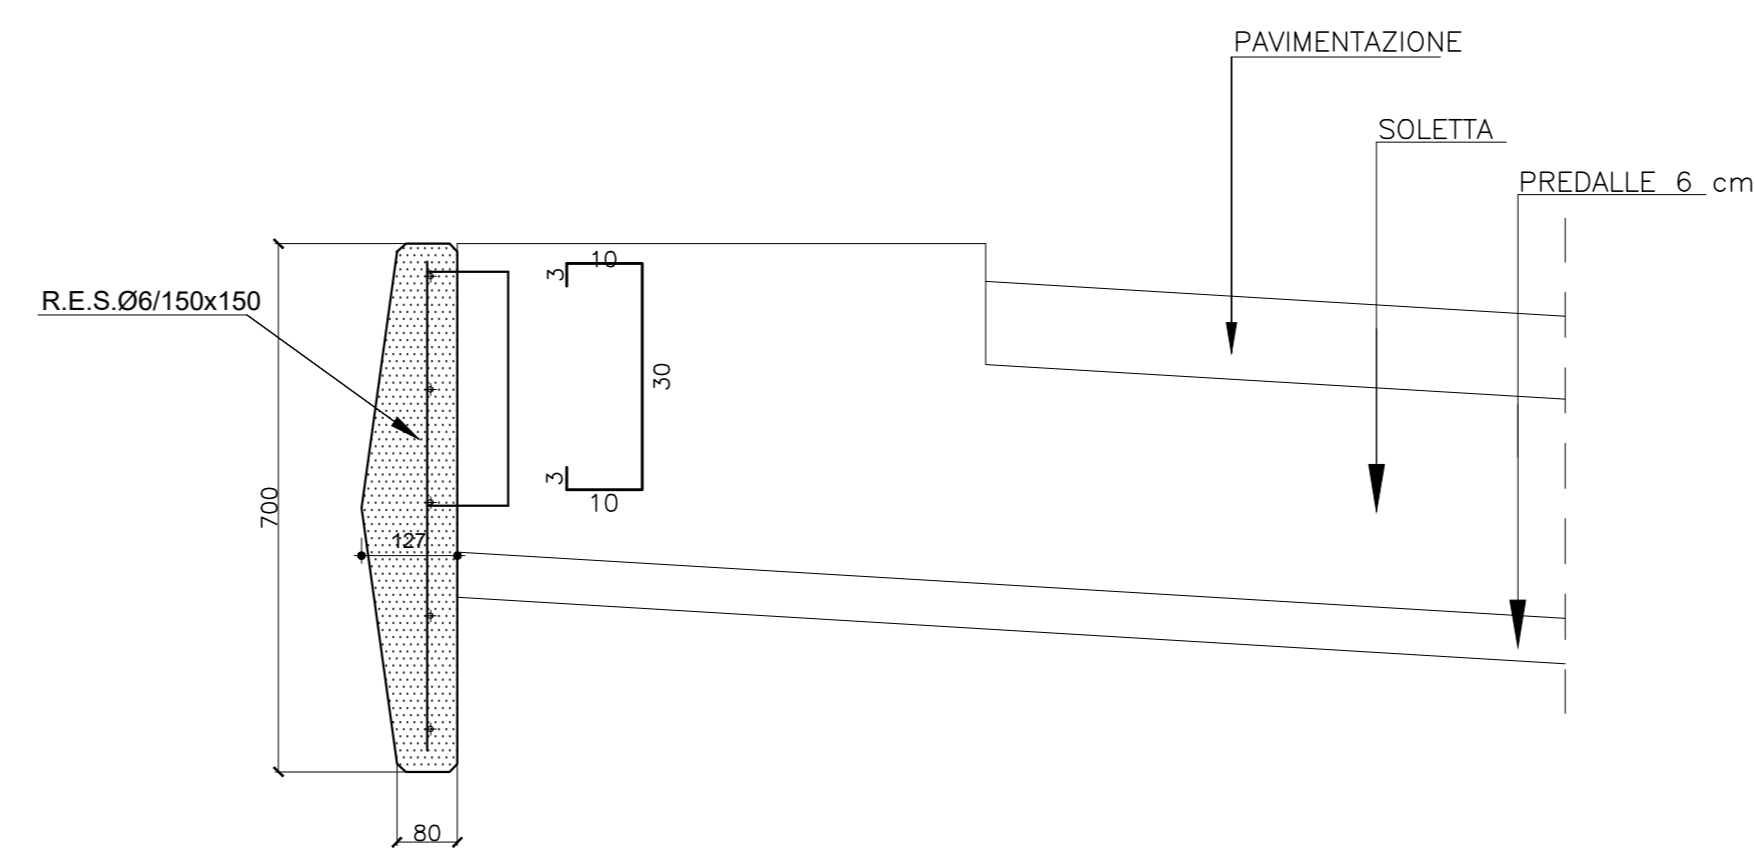 PAVIMENTAZIONE
SOLETTA
PREDALLE 6 cm
10
3
R.E.S.Ø6/150x150
30
3
10
700
127
80